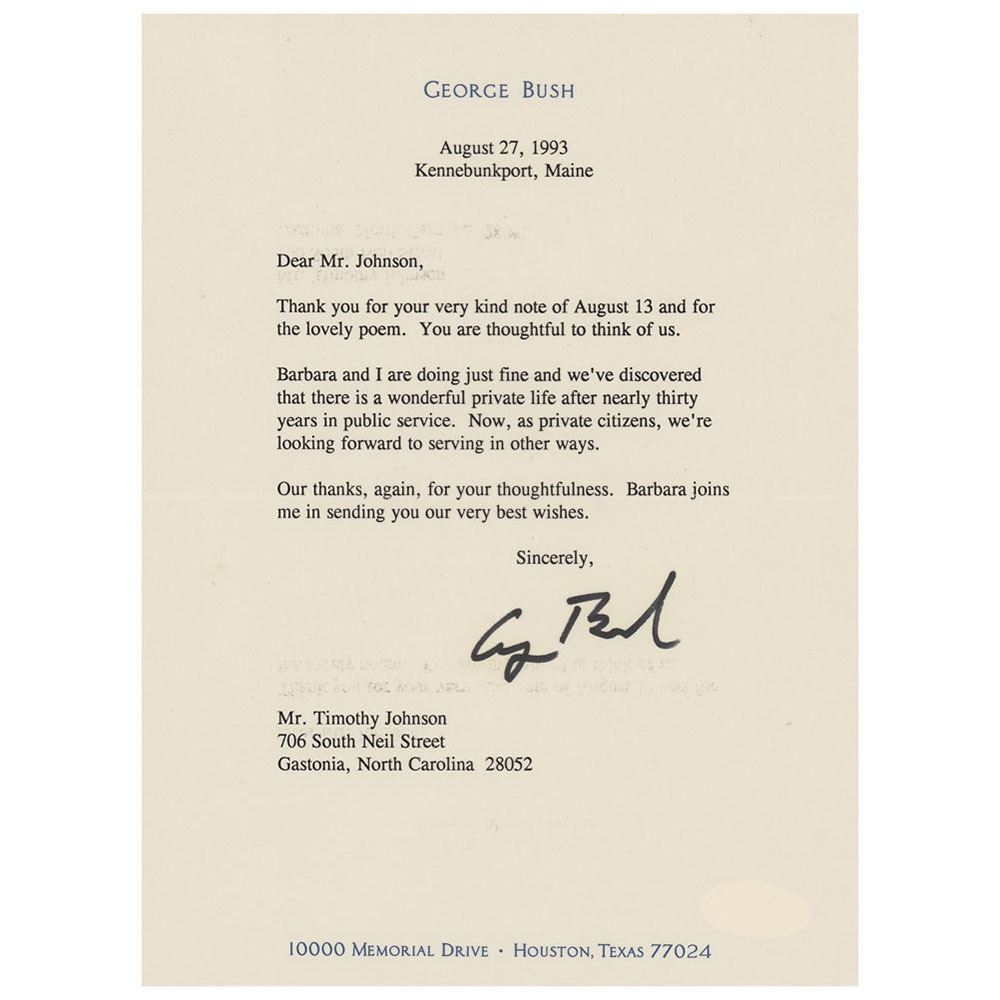 GEORGE BUSH
August 27, 1993
Kennebunkport, Maine
Dear Mr. Johnson,
Thank you for your very kind note of August 13 and for
the lovely poem. You are thoughtful to think of us.
Barbara and I are doing just fine and we've discovered
that there is a wonderful private life after nearly thirty
years in public service. Now, as private citizens, we're
looking forward to serving in other ways.
Our thanks, again, for your thoughtfulness. Barbara joins
me in sending you our very best wishes.
Sincerely,
G Bush
Mr. Timothy Johnson
706 South Neil Street
Gastonia, North Carolina 28052
10000 MEMORIAL DRIVE · HOUSTON, TEXAS 77024